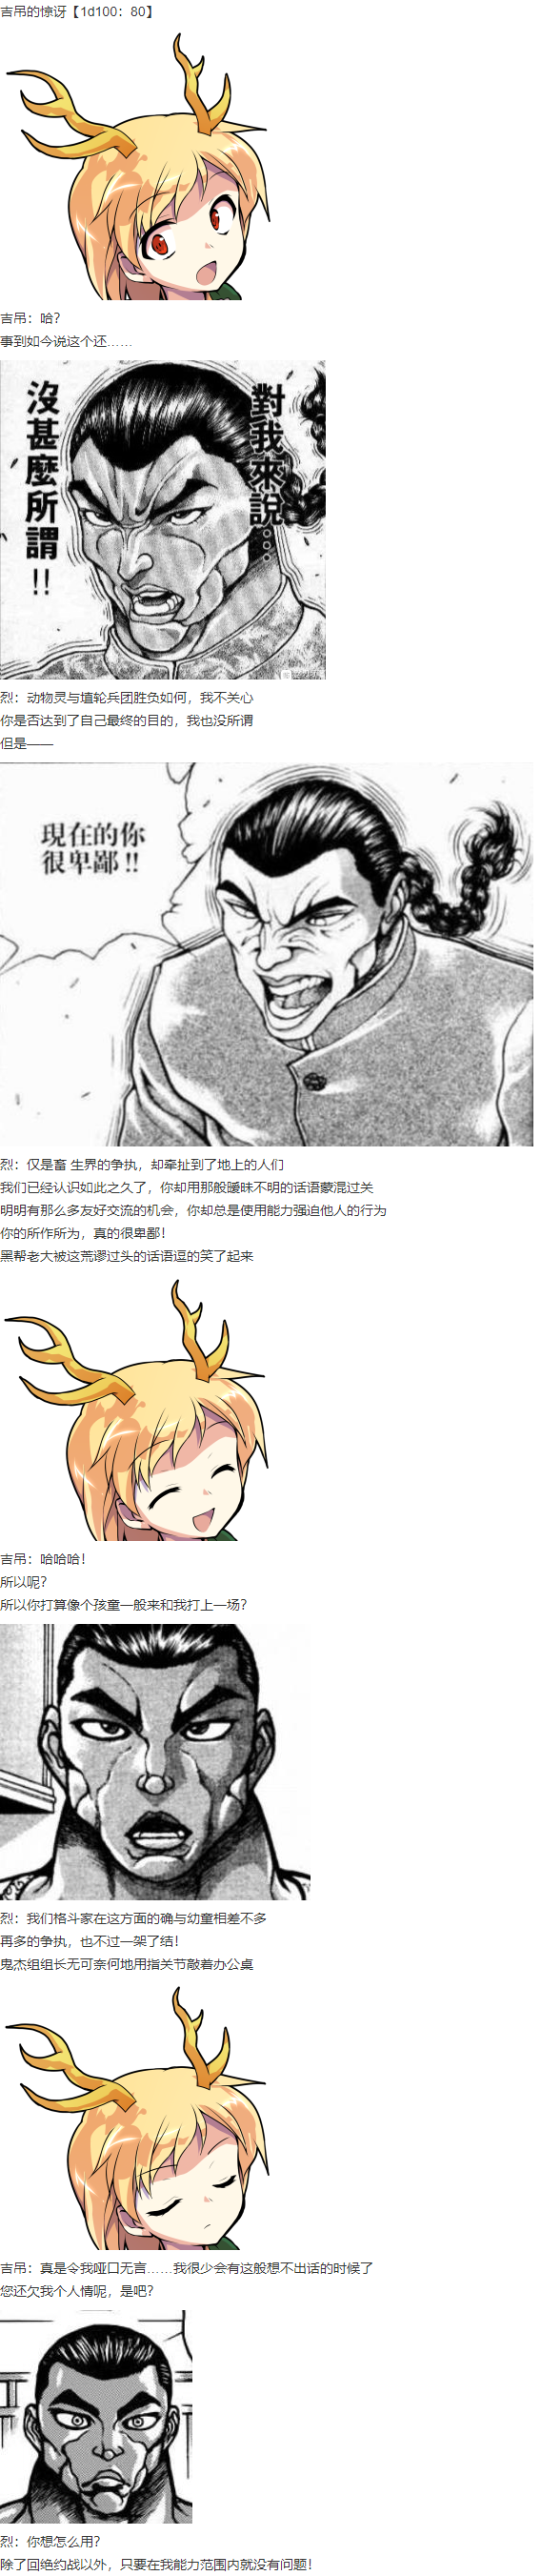 吉吊的惊讶【1d100：80】
吉吊：哈？
事到如今说这个还……
對我來說…
沒甚麼所謂!!
烈：动物灵与埴轮兵团胜负如何，我不关心
你是否达到了自己最终的目的，我也没所谓
但是——
現在的你
很卑鄙!!
烈：仅是畜 生界的争执，却牵扯到了地上的人们
我们已经认识如此之久了，你却用那般暧昧不明的话语蒙混过关
明明有那么多友好交流的机会，你却总是使用能力强迫他人的行为
你的所作所为，真的很卑鄙！
黑帮老大被这荒谬过头的话语逗的笑了起来
吉吊：哈哈哈！
所以呢？
所以你打算像个孩童一般来和我打上一场？
烈：我们格斗家在这方面的确与幼童相差不多
再多的争执，也不过一架了结！
鬼杰组组长无可奈何地用指关节敲着办公桌
吉吊：真是令我哑口无言……我很少会有这般想不出话的时候了
您还欠我个人情呢，是吧？
烈：你想怎么用？
除了回绝约战以外，只要在我能力范围内就没有问题！